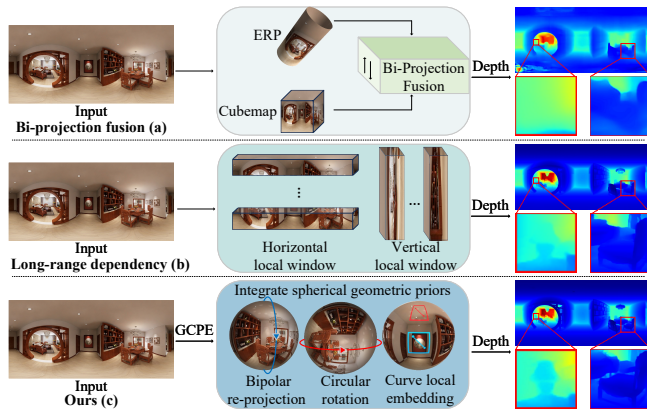 ERP
Cubemap
Bi-Projection
Fusion
Depth
Input
Bi-projection fusion (a)
Horizontal
local window
...
Vertical
local window
...
Depth
Input
Long-range dependency (b)
Integrate spherical geometric priors
GCPE
Bipolar
re-projection
Circular
rotation
Curve local
embedding
Depth
Input
Ours (c)